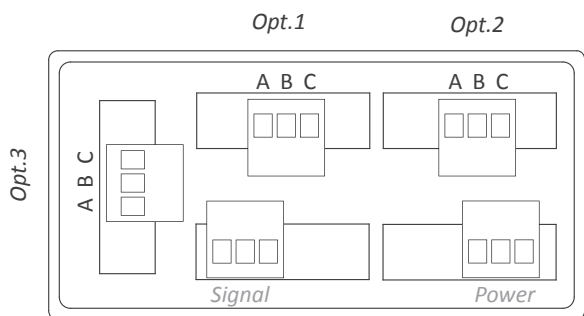 Opt.1
Opt.2
A B C
A B C
Opt.3
A B C
Signal
Power